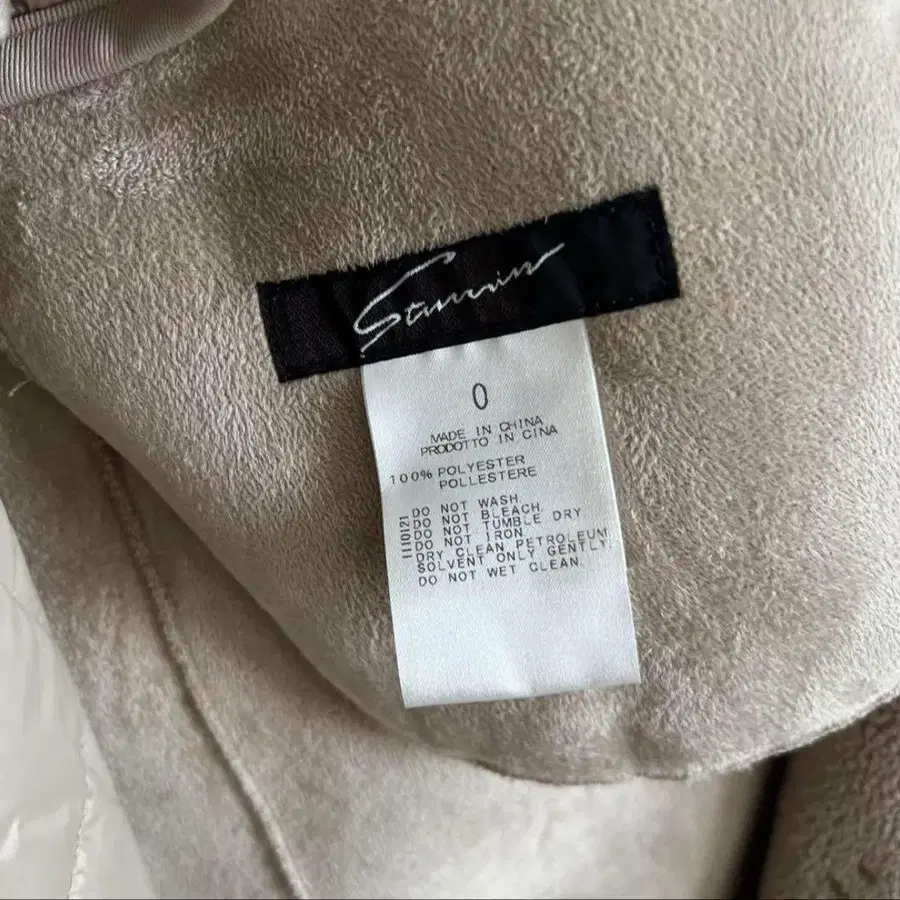 0
MADE IN CHINA
PRODOTTO IN CINA
100% POLYESTER
POLLESTERE
DO NOT WASH.
DO NOT BLEACH.
DO NOT TUMBLE DRY
DO NOT IRON.
DRY CLEAN PETROLEUM
SOLVENT ONLY GENTLY.
DO NOT WET CLEAN.